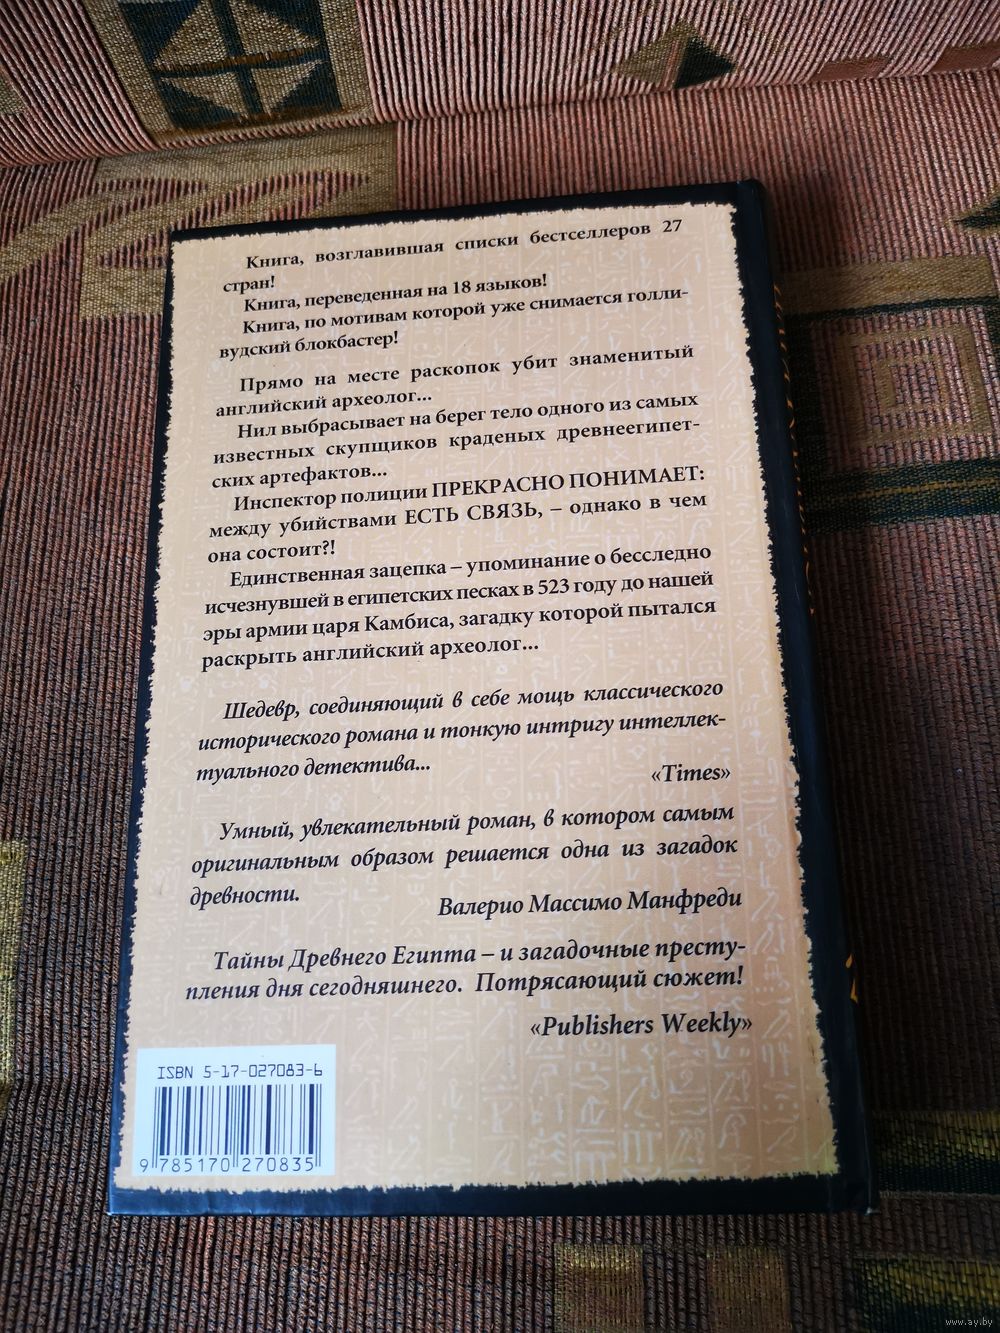 Книга, возглавившая списки бестселлеров 27
стран!
Книга, переведенная на 18 языков!
Книга, по мотивам которой уже снимается голли-
вудский блокбастер!
Прямо на месте раскопок убит знаменитый
английский археолог...
Нил выбрасывает на берег тело одного из самых
известных скупщиков краденых древнеегипет-
ских артефактов...
Инспектор полиции ПРЕКРАСНО ПОНИМАЕТ:
между убийствами ЕСТЬ СВЯЗЬ, – однако в чем
она состоит?!
Единственная зацепка – упоминание о бесследно
исчезнувшей в египетских песках в 523 году до нашей
эры армии царя Камбиса, загадку которой пытался
раскрыть английский археолог...
Шедевр, соединяющий в себе мощь классического
исторического романа и тонкую интригу интеллек-
туального детектива...
«Times»
Умный, увлекательный роман, в котором самым
оригинальным образом решается одна из загадок
древности.
Валерио Массимо Манфреди
Тайны Древнего Египта – и загадочные престу-
пления дня сегодняшнего. Потрясающий сюжет!
«Publishers Weekly»
ISBN 5-17-027083-6
9 785170 270835
www.ay.by